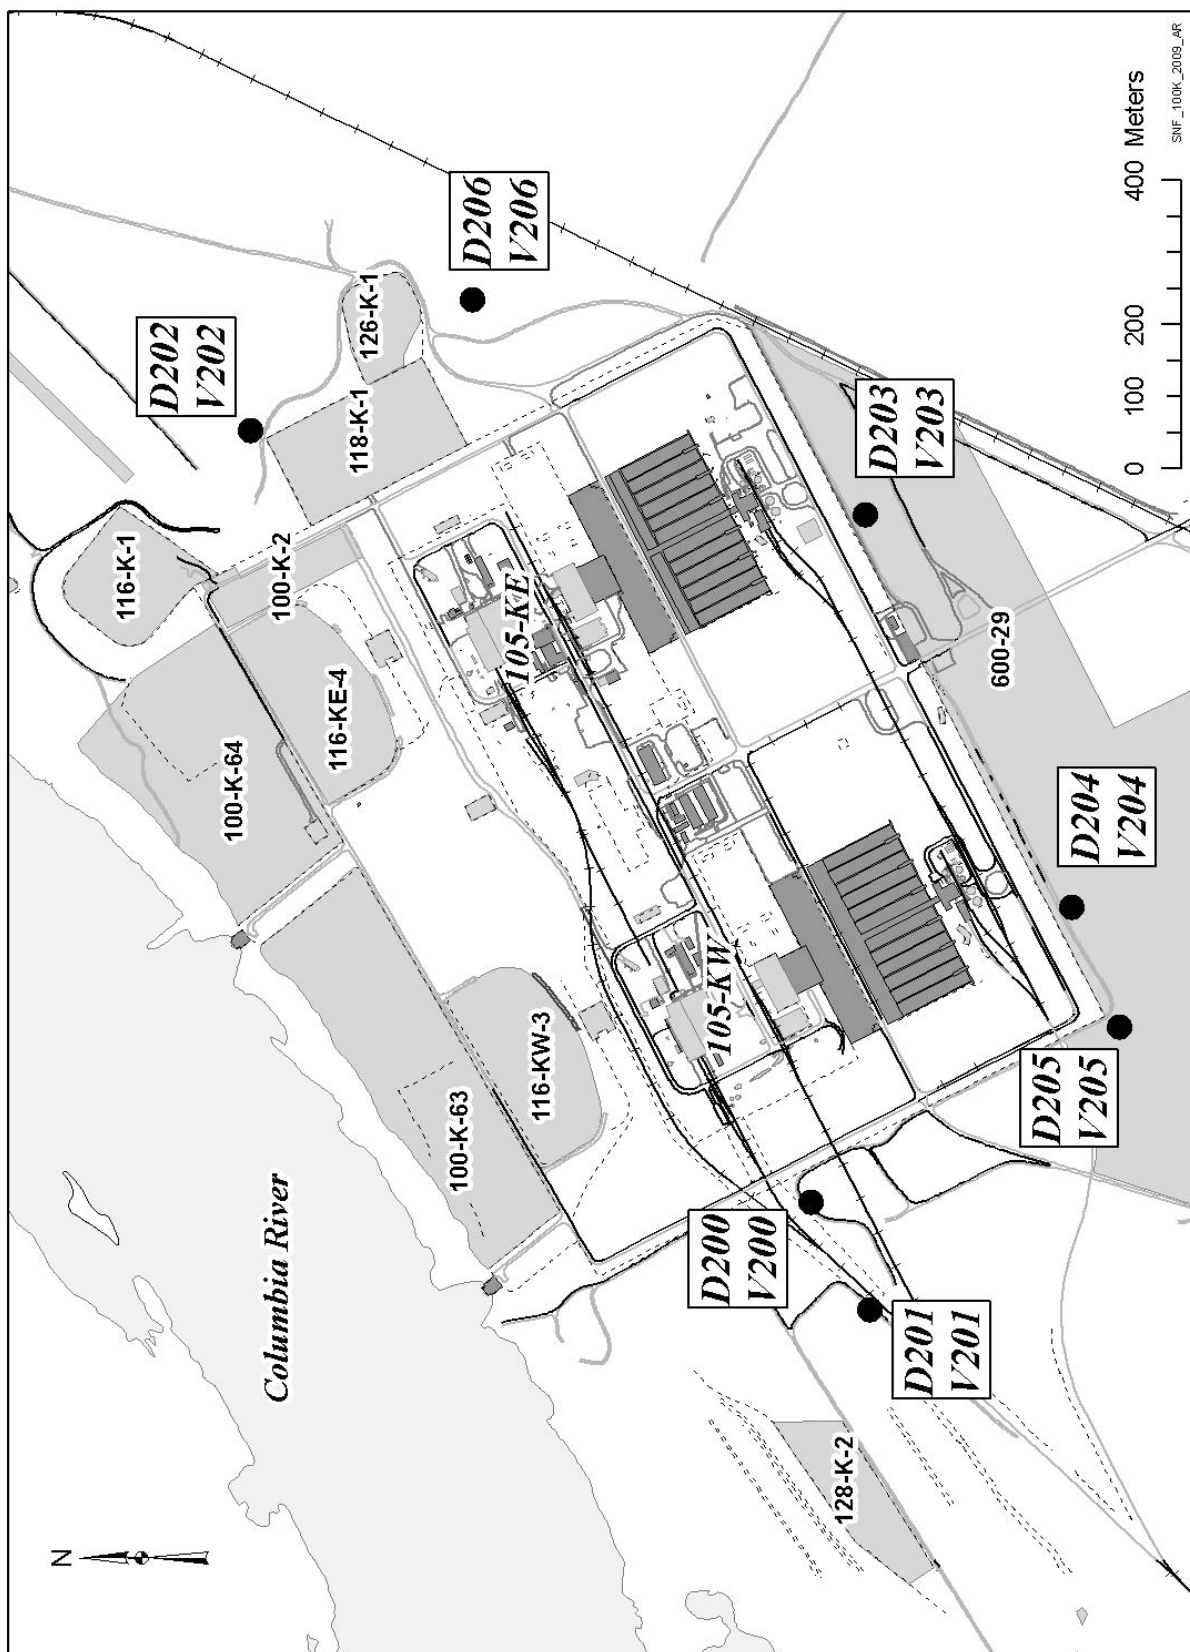 N
Columbia River
128-K-2
D201
V201
D200
V200
100-K-63
116-KW-3
105-KW
D205
V205
D204
V204
100-K-64
116-KE-4
100-K-2
116-K-1
105-KE
600-29
D203
V203
118-K-1
126-K-1
D202
V202
D206
V206
0 100 200 400 Meters
SNF_100K_2009_AR